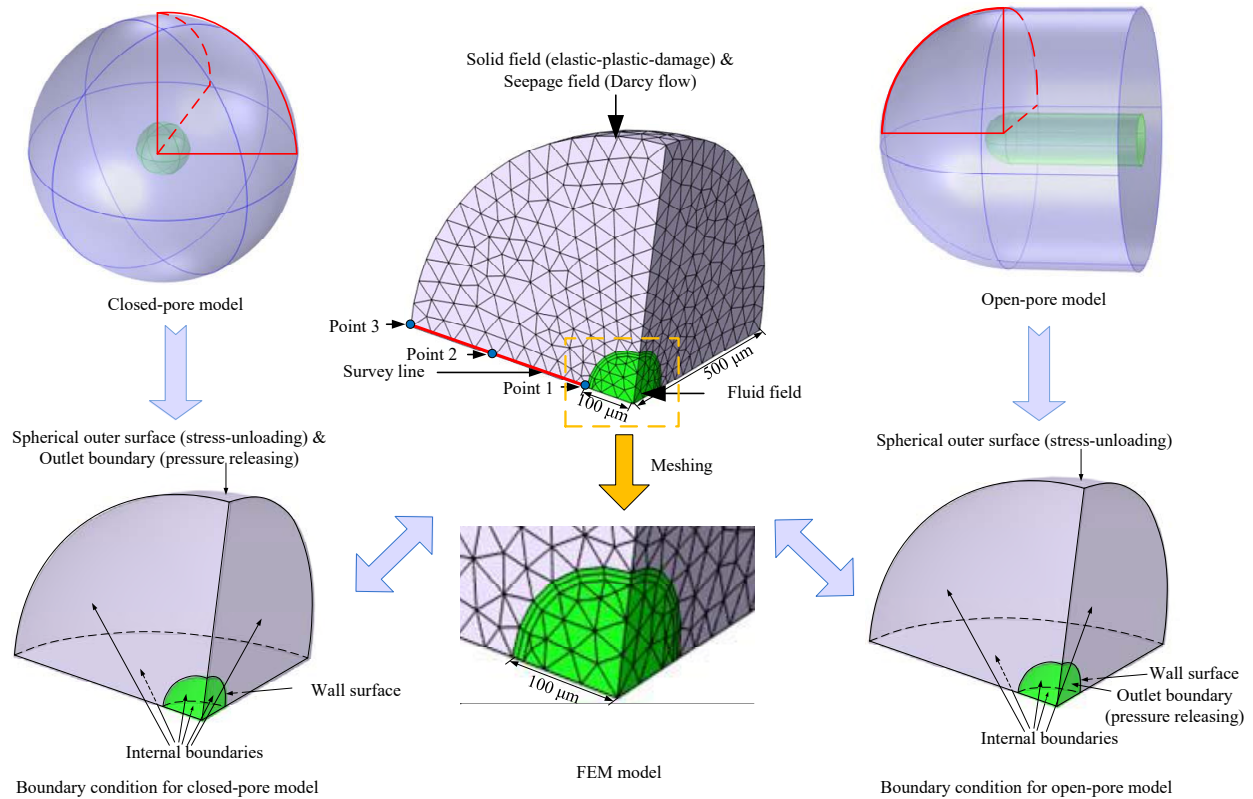 Solid field (elastic-plastic-damage) &
Seepage field (Darcy flow)
Closed-pore model
Open-pore model
Point 3
Point 2
Survey line
Point 1
100 μm
500 μm
Fluid field
Spherical outer surface (stress-unloading) &
Outlet boundary (pressure releasing)
Meshing
Spherical outer surface (stress-unloading)
Wall surface
Internal boundaries
Boundary condition for closed-pore model
100 μm
FEM model
Wall surface
Outlet boundary
(pressure releasing)
Internal boundaries
Boundary condition for open-pore model